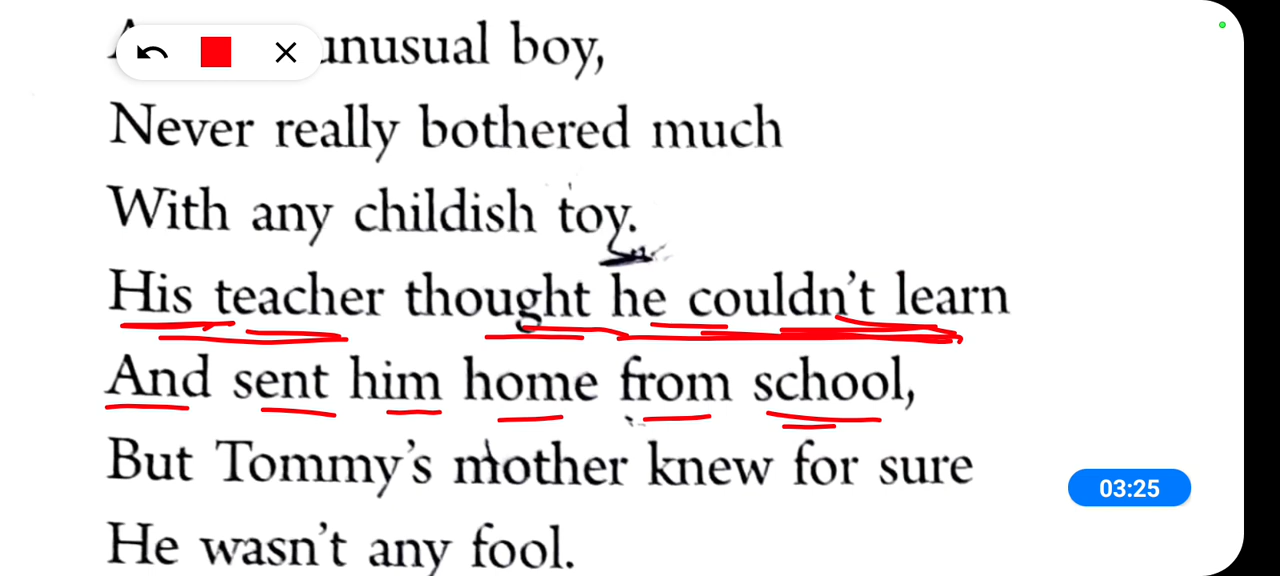 unusual boy,
Never really bothered much
With any childish toy.
His teacher thought he couldn't learn
And sent him home from school,
But Tommy's mother knew for sure
03:25
He wasn't any fool.